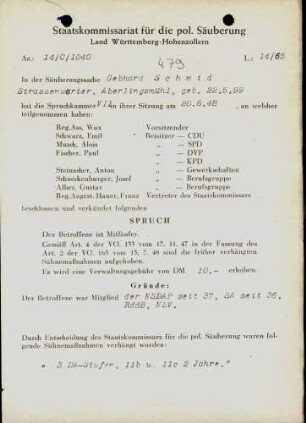 Staatskommissariat für die pol. Säuberung
Land Württemberg-Hohenzollern
Az.: 14/C/1040
L: 14/65
479
In der Säuberungssache Gebhard Schmid
Strassenwärter, Aberlingsmühl, geb. 22.5.99
hat die Spruchkammer VII in ihrer Sitzung am 20.8.48, an welcher
teilgenommen haben:
Reg.Ass. Wax Vorsitzender
Schwarz, Emil Beisitzer — CDU
Musch, Alois „ — SPD
Fischer, Paul „ — DVP
„ — KPD
Steinacher, Anton „ — Gewerkschaften
Schneckenburger, Josef „ — Berufsgruppe
Aller, Gustav „ — Berufsgruppe
Reg.August. Hauer, Franz Vertreter des Staatskommissars
beschlossen und verkündet folgenden
SPRUCH
Der Betroffene ist Mitläufer.
Gemäß Art. 4 der VO. 133 vom 17. 11. 47 in der Fassung des
Art. 2 der VO. 165 vom 13. 7. 48 sind die früher verhängten
Sühnemaßnahmen aufgehoben.
Es wird eine Verwaltungsgebühr von DM 10.- erhoben.
Gründe:
Der Betroffene war Mitglied der NSDAP seit 37, SA seit 36,
RddB, NSV.
Durch Entscheidung des Staatskommissars für die pol. Säuberung waren fol-
gende Sühnemaßnahmen verhängt worden:
" 3 DA-Stufen, 11b u. 11c 2 Jahre."